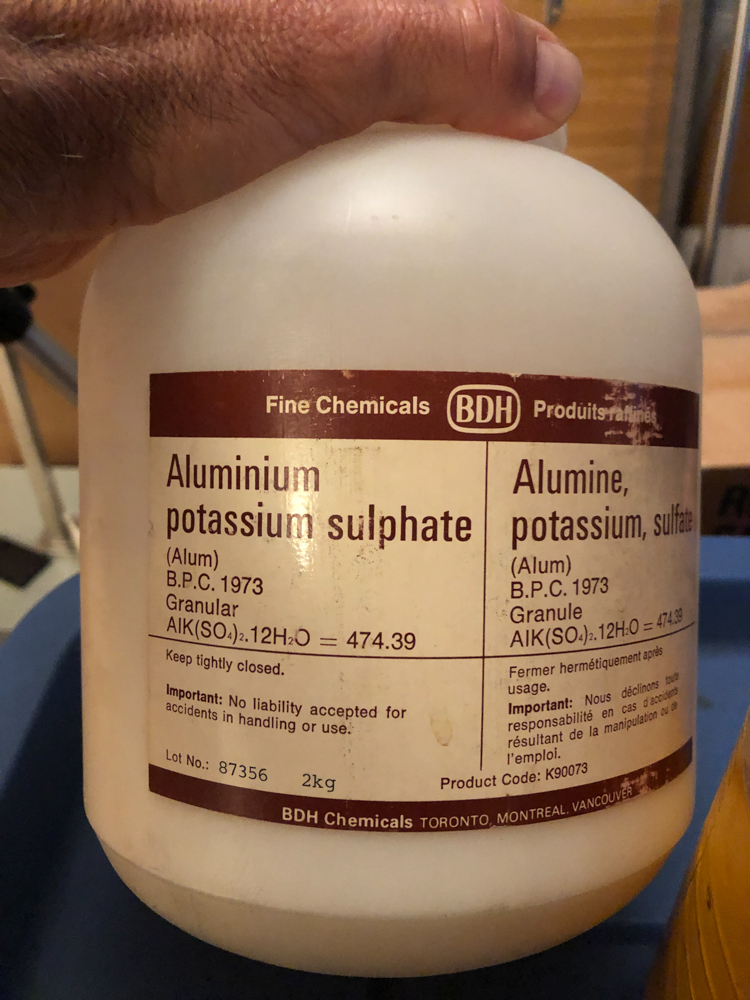 Fine Chemicals BDH Produits raffinés
Aluminium
potassium sulphate
(Alum)
B.P.C. 1973
Granular
AlK(SO₄)₂.12H₂O = 474.39
Keep tightly closed.
Important: No liability accepted for
accidents in handling or use.
Lot No.: 87356 2kg
Alumine,
potassium, sulfate
(Alum)
B.P.C. 1973
Granule
AlK(SO₄)₂.12H₂O = 474.39
Fermer hermétiquement après
usage.
Important: Nous déclinons toute
responsabilité en cas d'accidents
résultant de la manipulation ou de
l'emploi.
Product Code: K90073
BDH Chemicals TORONTO, MONTREAL, VANCOUVER